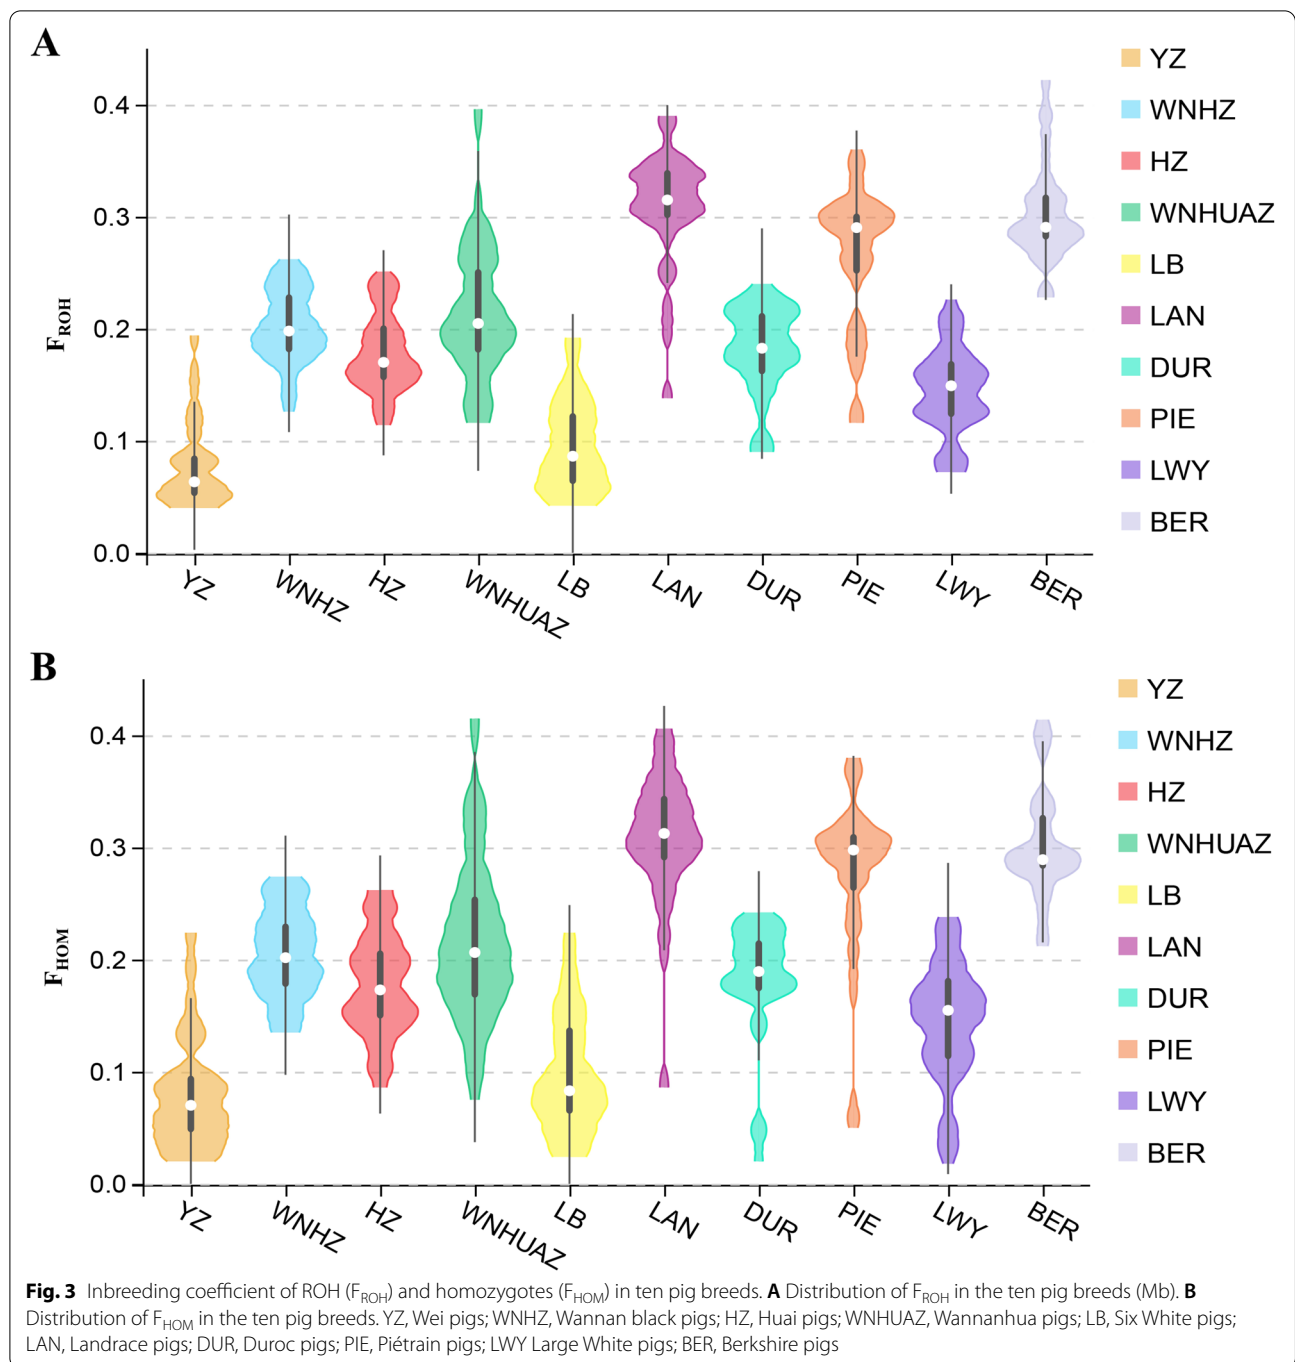 A
F_ROH
0.4
0.3
0.2
0.1
0.0
YZ
WNHZ
HZ
WNHUAZ
LB
LAN
DUR
PIE
LWY
BER
YZ
WNHZ
HZ
WNHUAZ
LB
LAN
DUR
PIE
LWY
BER
B
F_HOM
0.4
0.3
0.2
0.1
0.0
YZ
WNHZ
HZ
WNHUAZ
LB
LAN
DUR
PIE
LWY
BER
YZ
WNHZ
HZ
WNHUAZ
LB
LAN
DUR
PIE
LWY
BER
Fig. 3 Inbreeding coefficient of ROH (F_ROH) and homozygotes (F_HOM) in ten pig breeds. A Distribution of F_ROH in the ten pig breeds (Mb). B
Distribution of F_HOM in the ten pig breeds. YZ, Wei pigs; WNHZ, Wannan black pigs; HZ, Huai pigs; WNHUAZ, Wannanhua pigs; LB, Six White pigs;
LAN, Landrace pigs; DUR, Duroc pigs; PIE, Piétrain pigs; LWY Large White pigs; BER, Berkshire pigs